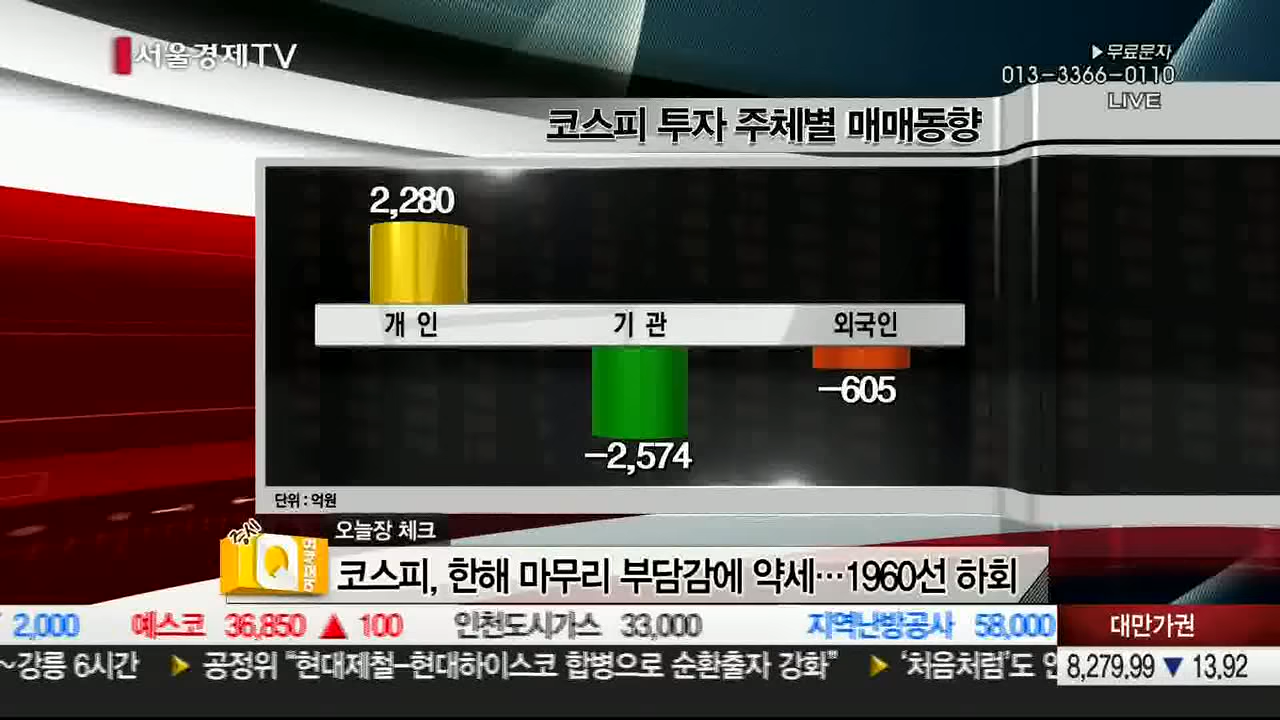 서울경제TV
▶무료문자
013-3366-0110
LIVE
코스피 투자 주체별 매매동향
2,280
개 인
기 관
외국인
-605
-2,574
단위 : 억원
증시
Q
오늘장 체크
코스피, 한해 마무리 부담감에 약세…1960선 하회
2,000 예스코 36,850 ▲ 100 인천도시가스 33,000 지역난방공사 58,000
대만가권
~강릉 6시간 ▶ 공정위 "현대제철-현대하이스코 합병으로 순환출자 강화" ▶ '처음처럼'도
8,279.99 ▼ 13,92